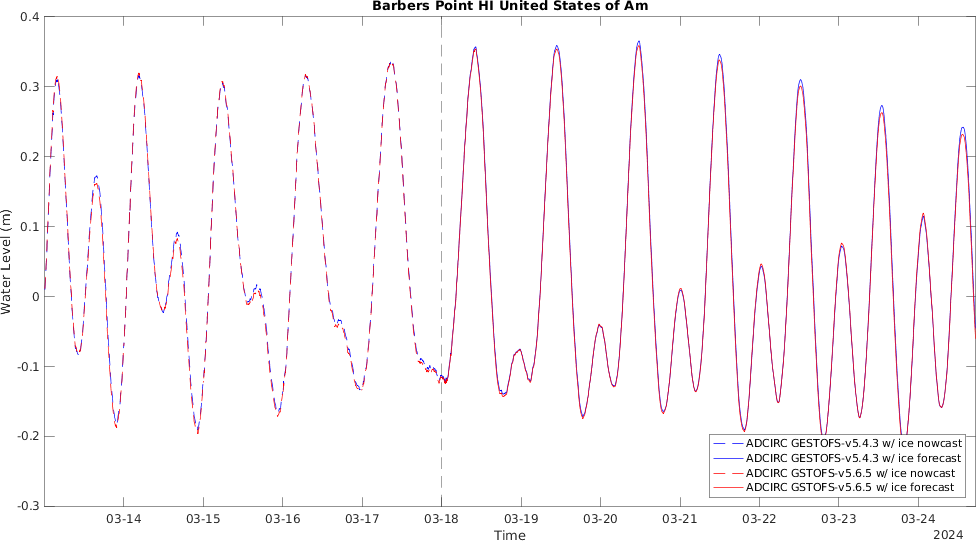 Barbers Point HI United States of Am
Water Level (m)
0.4
0.3
0.2
0.1
0
-0.1
-0.2
-0.3
ADCIRC GESTOFS-v5.4.3 w/ ice nowcast
ADCIRC GESTOFS-v5.4.3 w/ ice forecast
ADCIRC GSTOFS-v5.6.5 w/ ice nowcast
ADCIRC GSTOFS-v5.6.5 w/ ice forecast
03-14 03-15 03-16 03-17 03-18 03-19 03-20 03-21 03-22 03-23 03-24
Time
2024